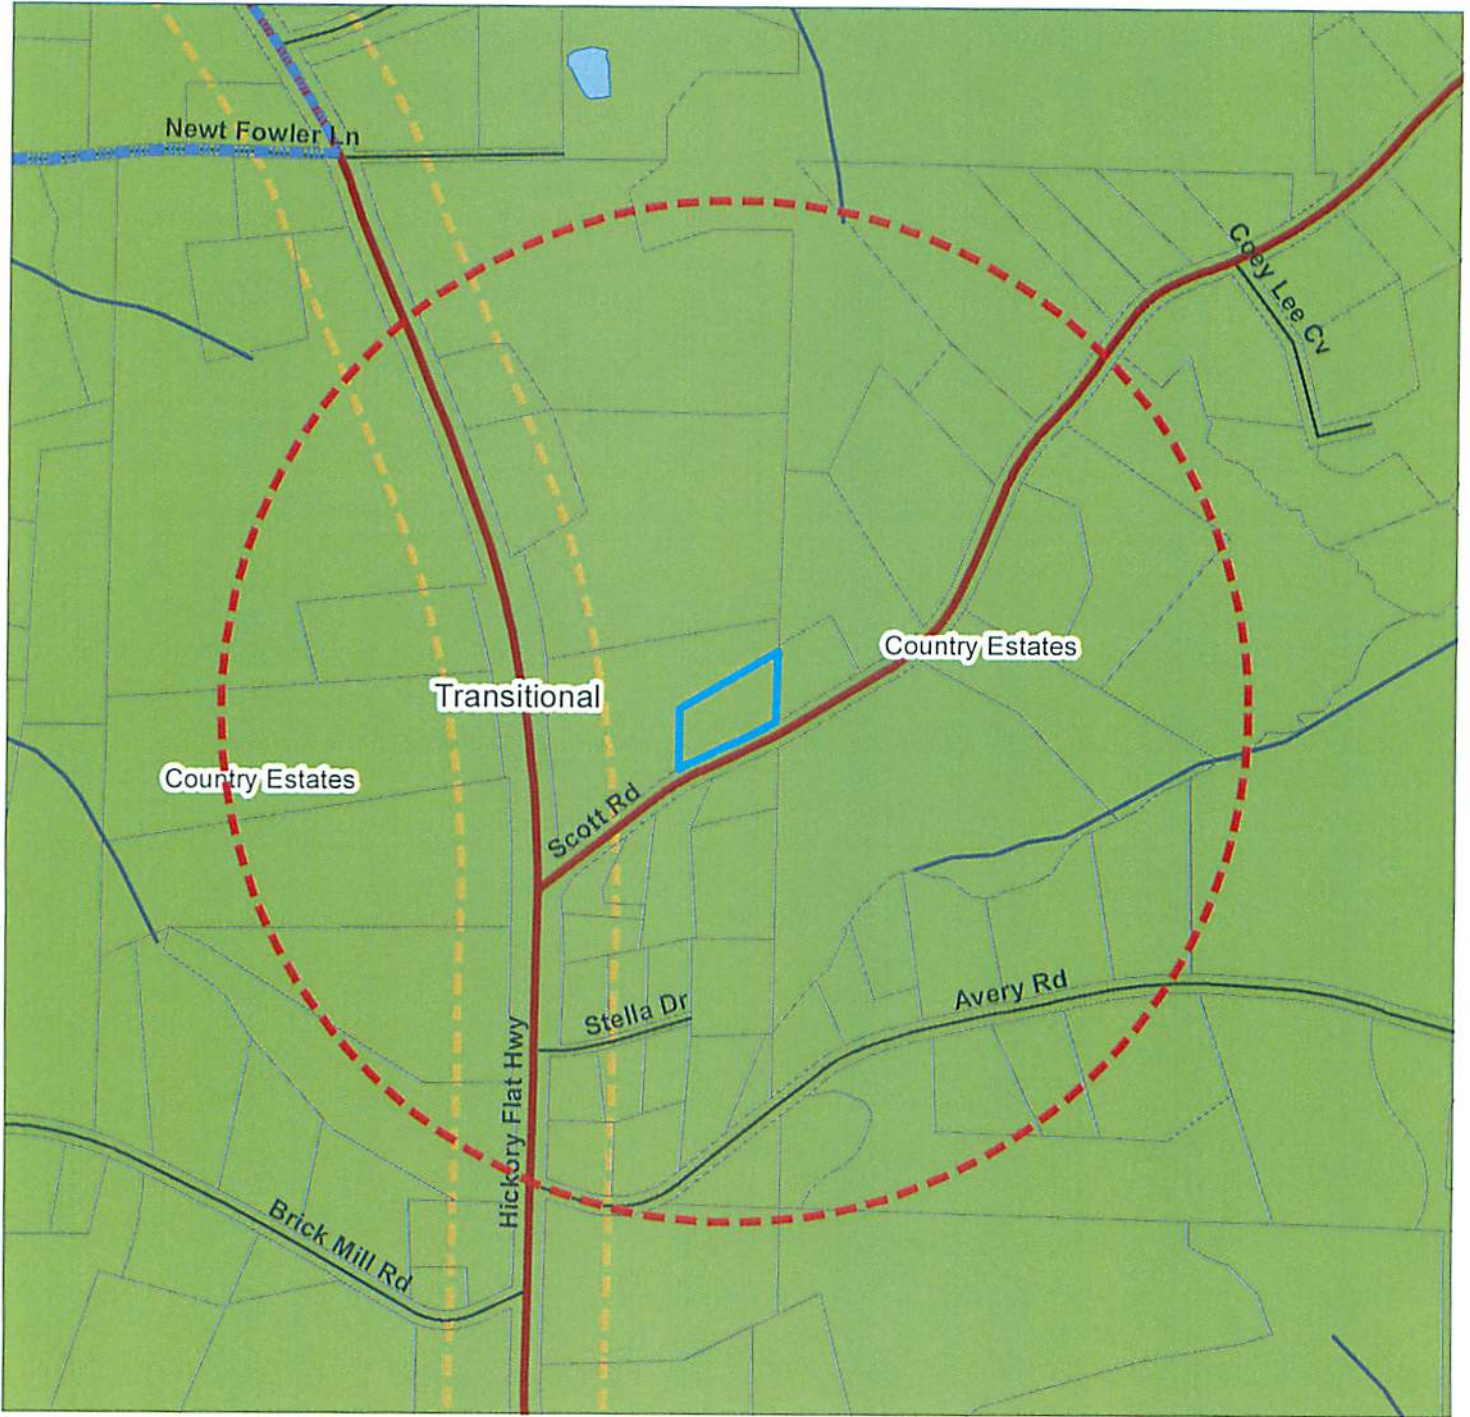 Newt Fowler Ln
Coey Lee Cv
Country Estates
Transitional
Country Estates
Scott Rd
Avery Rd
Stella Dr
Hickory Flat Hwy
Brick Mill Rd